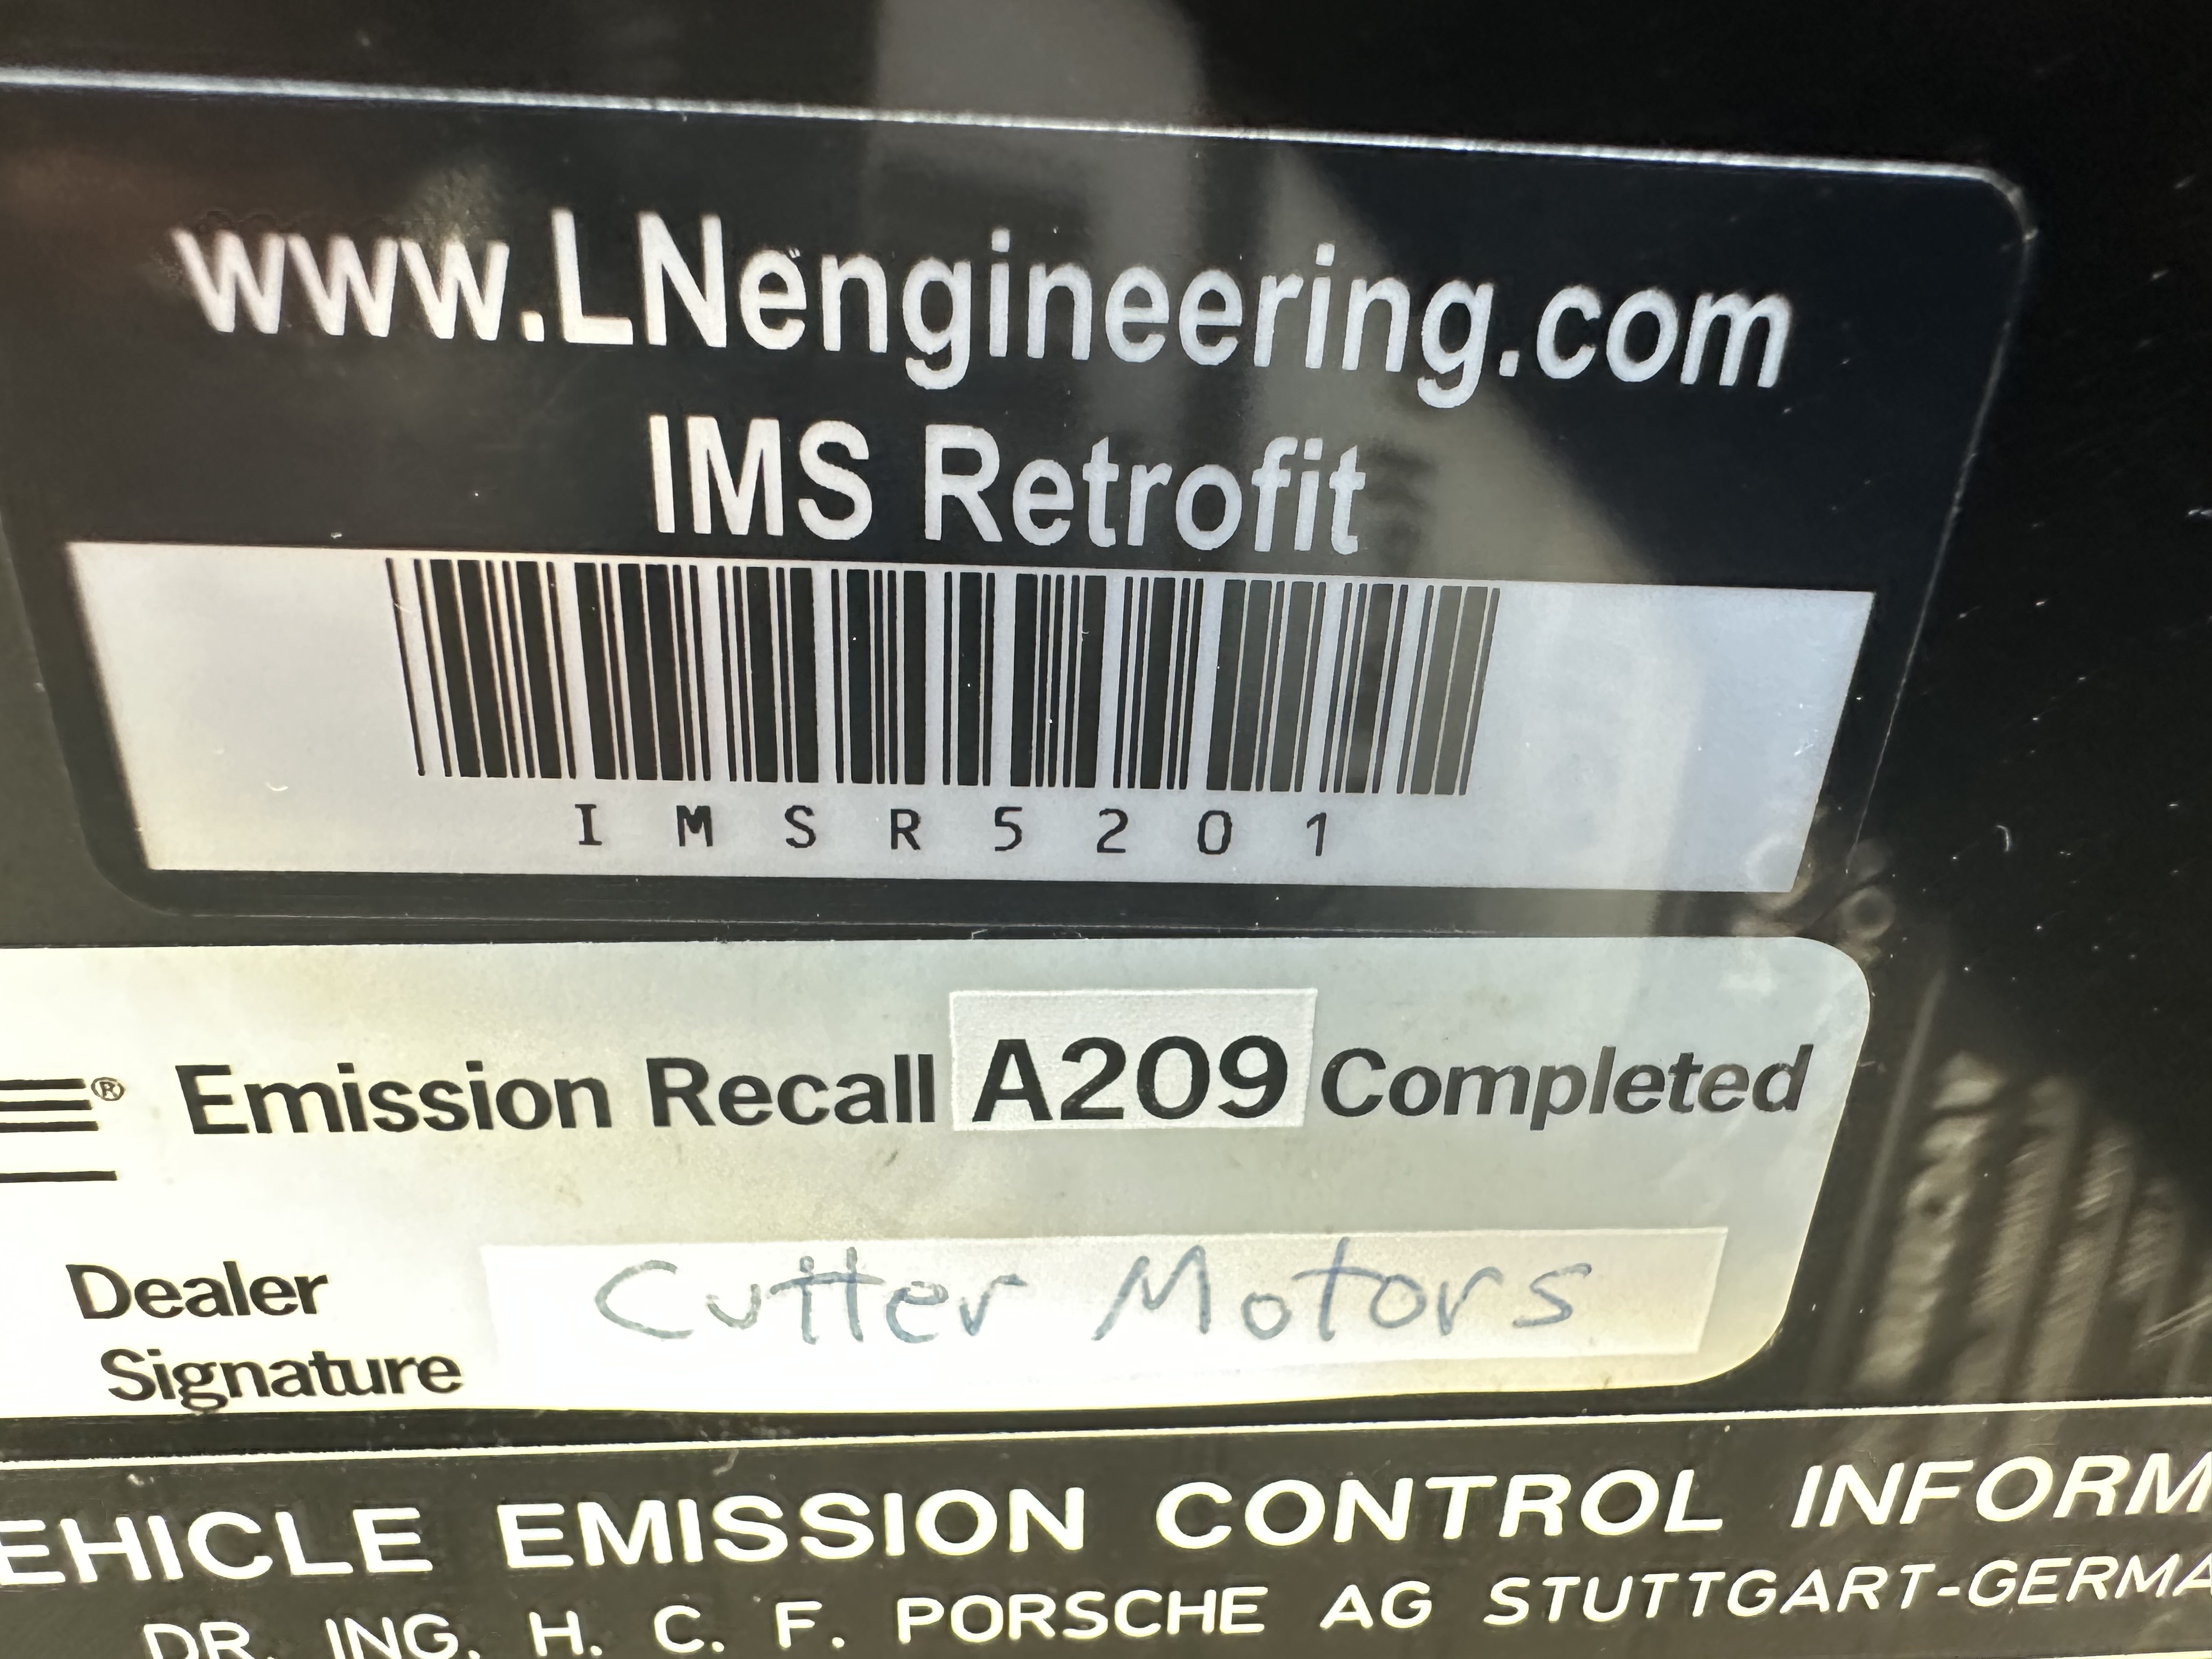 www.LNengineering.com
IMS Retrofit
IMSR5201
® Emission Recall A209 Completed
Dealer
Signature
Cutter Motors
EHICLE EMISSION CONTROL INFORM
DR. ING. H. C. F. PORSCHE AG STUTTGART-GERMA